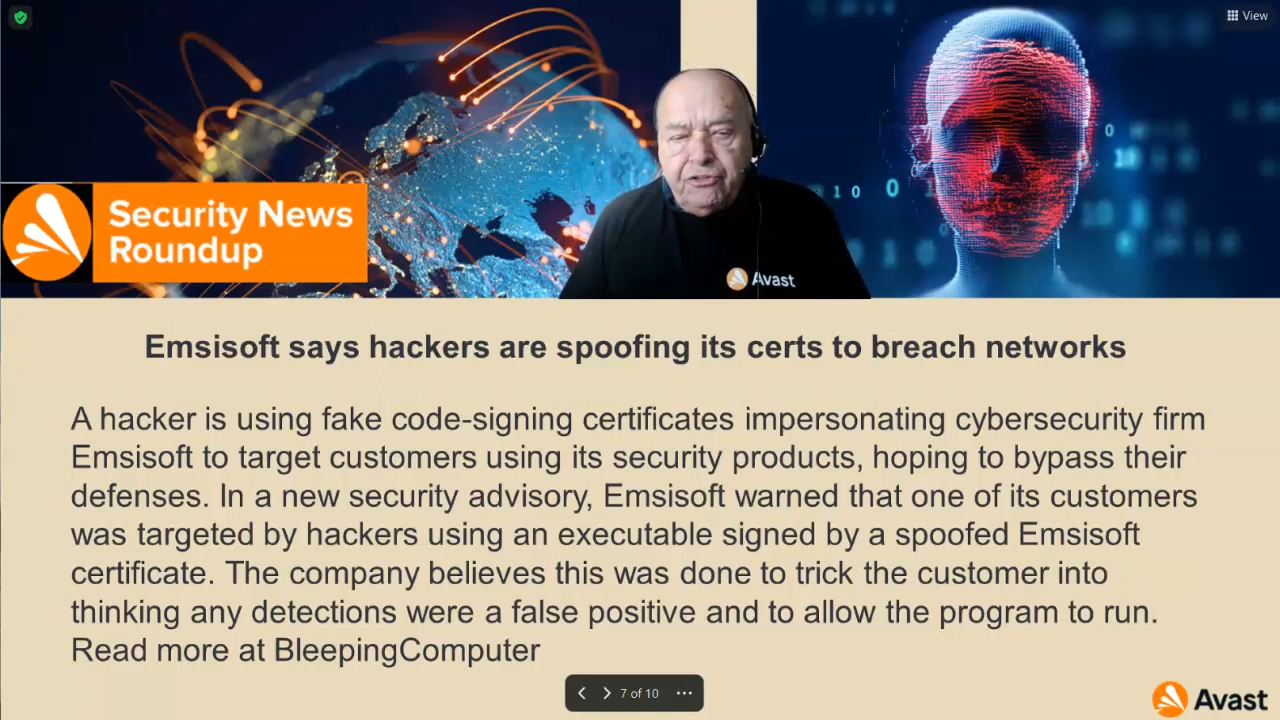 View
Security News
Roundup
Avast
Emsisoft says hackers are spoofing its certs to breach networks
A hacker is using fake code-signing certificates impersonating cybersecurity firm
Emsisoft to target customers using its security products, hoping to bypass their
defenses. In a new security advisory, Emsisoft warned that one of its customers
was targeted by hackers using an executable signed by a spoofed Emsisoft
certificate. The company believes this was done to trick the customer into
thinking any detections were a false positive and to allow the program to run.
Read more at BleepingComputer
7 of 10
Avast